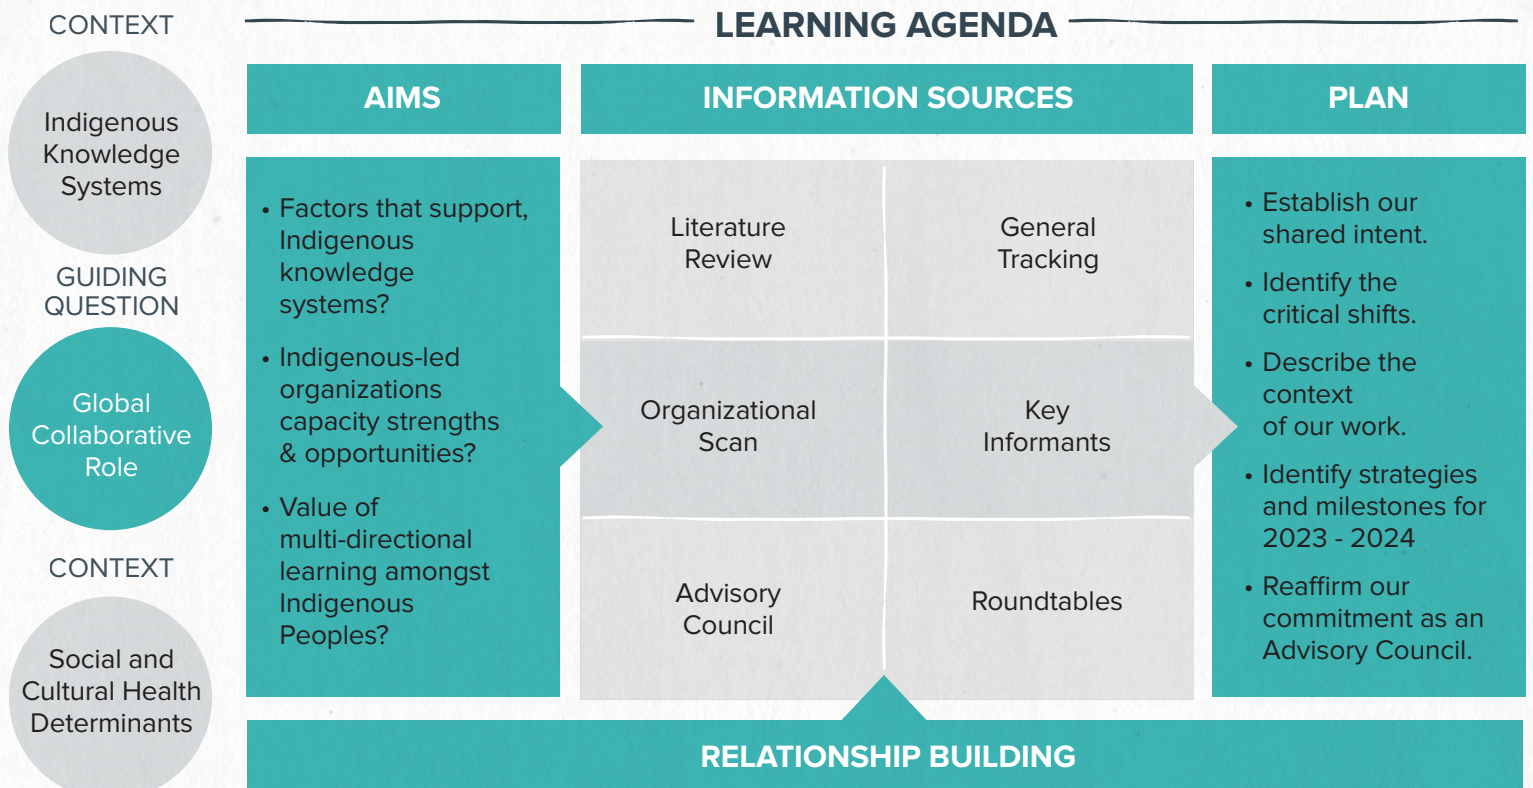 CONTEXT
Indigenous
Knowledge
Systems
GUIDING
QUESTION
Global
Collaborative
Role
CONTEXT
Social and
Cultural Health
Determinants
LEARNING AGENDA
AIMS
• Factors that support,
Indigenous
knowledge
systems?
• Indigenous-led
organizations
capacity strengths
& opportunities?
• Value of
multi-directional
learning amongst
Indigenous
Peoples?
INFORMATION SOURCES
Literature
Review
General
Tracking
Organizational
Scan
Key
Informants
Advisory
Council
Roundtables
PLAN
• Establish our
shared intent.
• Identify the
critical shifts.
• Describe the
context
of our work.
• Identify strategies
and milestones for
2023 - 2024
• Reaffirm our
commitment as an
Advisory Council.
RELATIONSHIP BUILDING